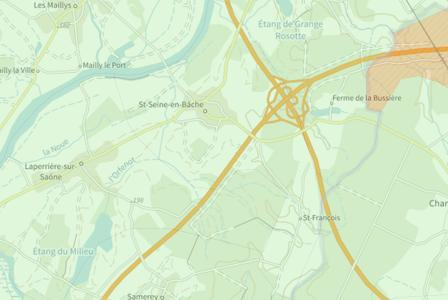 Les Maillys
Étang de Grange
Rosotte
Mailly le Port
Mailly la Ville
Ferme de la Bussière
St-Seine-en-Bâche
la Noue
Laperrière-sur-
Saône
l'Orfenot
198
St-François
Étang du Milieu
Samerey